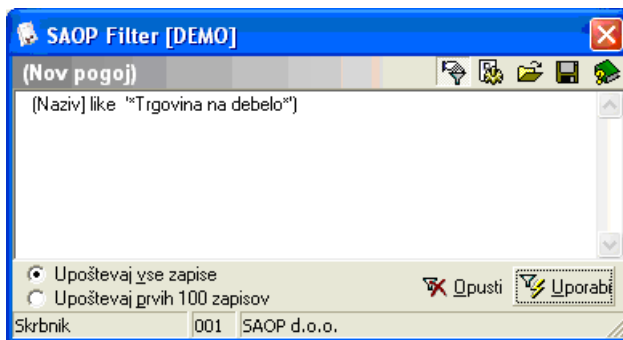 SAOP Filter [DEMO]
(Nov pogoj)
(Naziv] like '*Trgovina na debelo*')
Upoštevaj vse zapise
Upoštevaj prvih 100 zapisov
Opusti
Uporabi
Skrbnik 001 SAOP d.o.o.